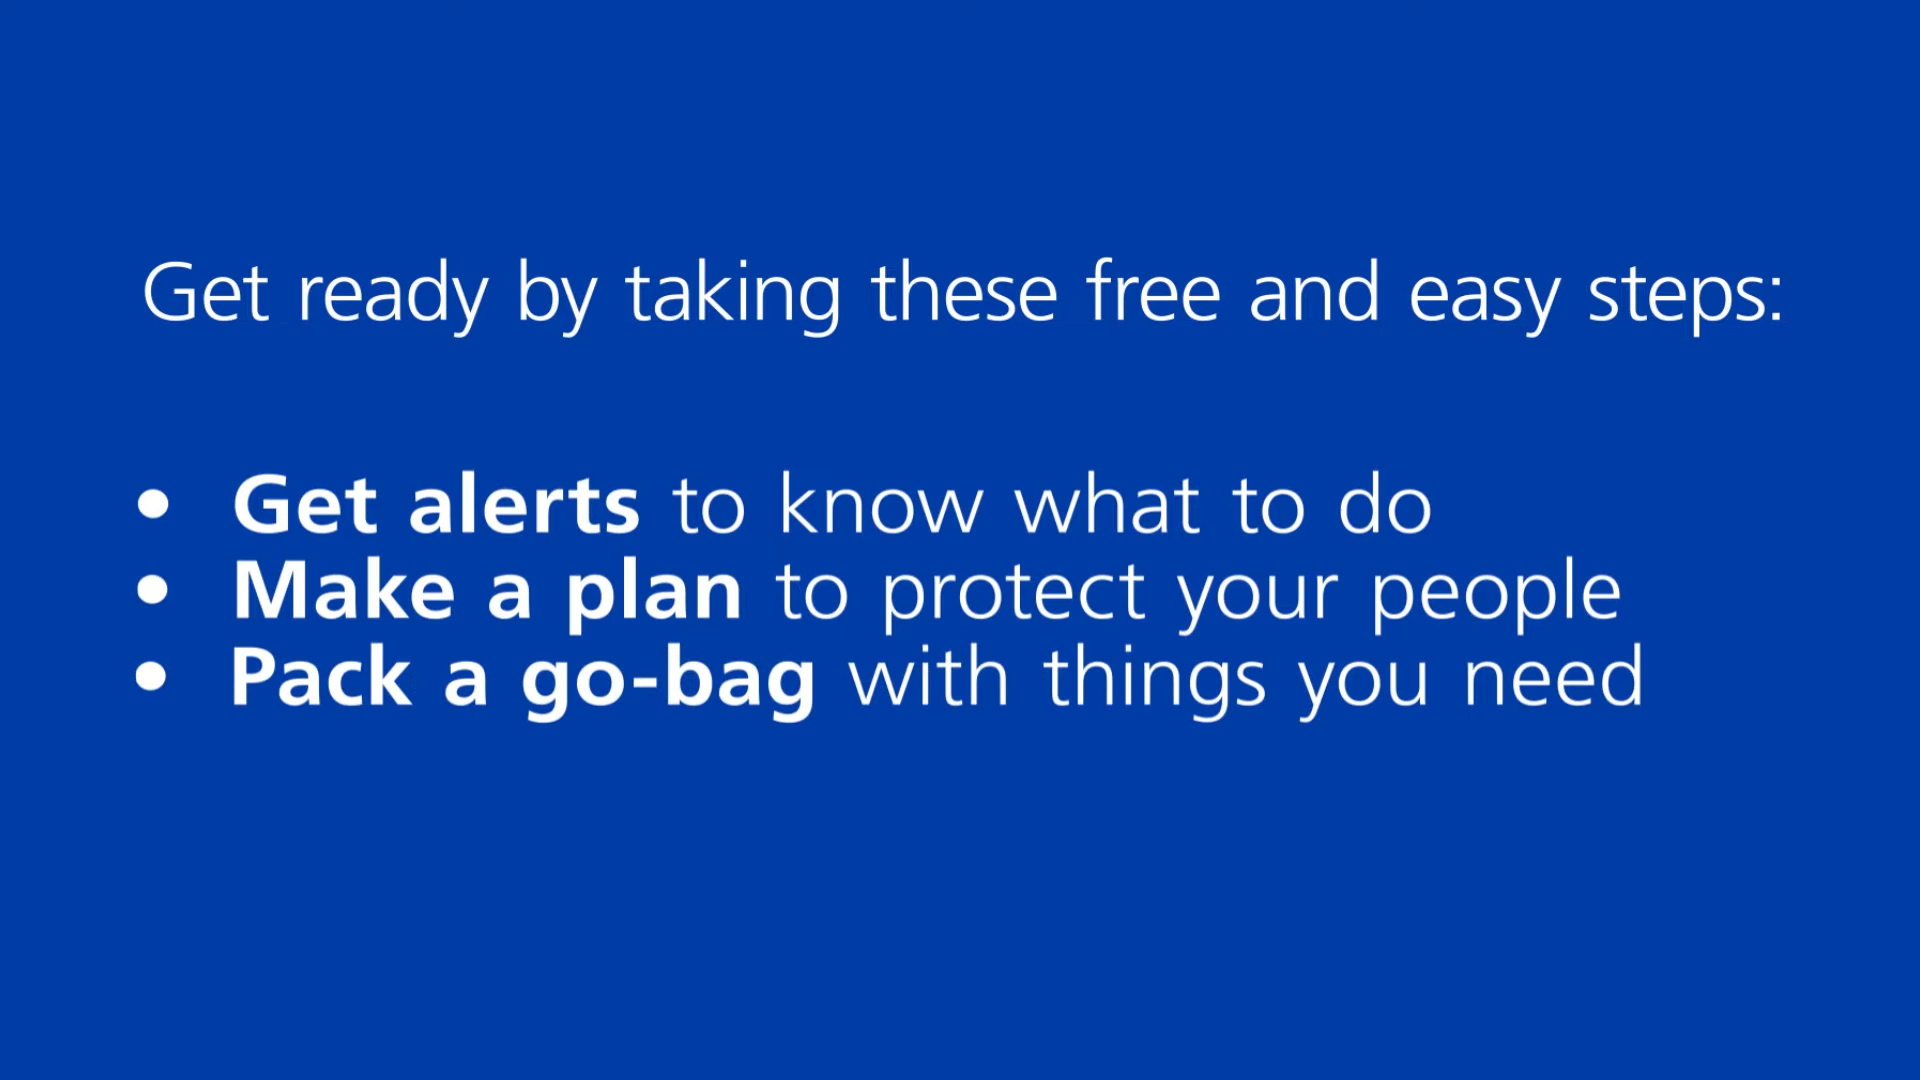 Get ready by taking these free and easy steps:
• Get alerts to know what to do
• Make a plan to protect your people
• Pack a go-bag with things you need